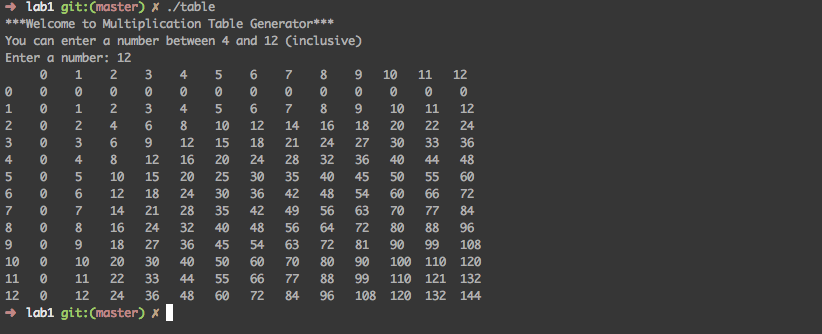 ➜ lab1 git:(master) ✗ ./table
***Welcome to Multiplication Table Generator***
You can enter a number between 4 and 12 (inclusive)
Enter a number: 12
0 1 2 3 4 5 6 7 8 9 10 11 12
0 0 0 0 0 0 0 0 0 0 0 0 0 0
1 0 1 2 3 4 5 6 7 8 9 10 11 12
2 0 2 4 6 8 10 12 14 16 18 20 22 24
3 0 3 6 9 12 15 18 21 24 27 30 33 36
4 0 4 8 12 16 20 24 28 32 36 40 44 48
5 0 5 10 15 20 25 30 35 40 45 50 55 60
6 0 6 12 18 24 30 36 42 48 54 60 66 72
7 0 7 14 21 28 35 42 49 56 63 70 77 84
8 0 8 16 24 32 40 48 56 64 72 80 88 96
9 0 9 18 27 36 45 54 63 72 81 90 99 108
10 0 10 20 30 40 50 60 70 80 90 100 110 120
11 0 11 22 33 44 55 66 77 88 99 110 121 132
12 0 12 24 36 48 60 72 84 96 108 120 132 144
➜ lab1 git:(master) ✗